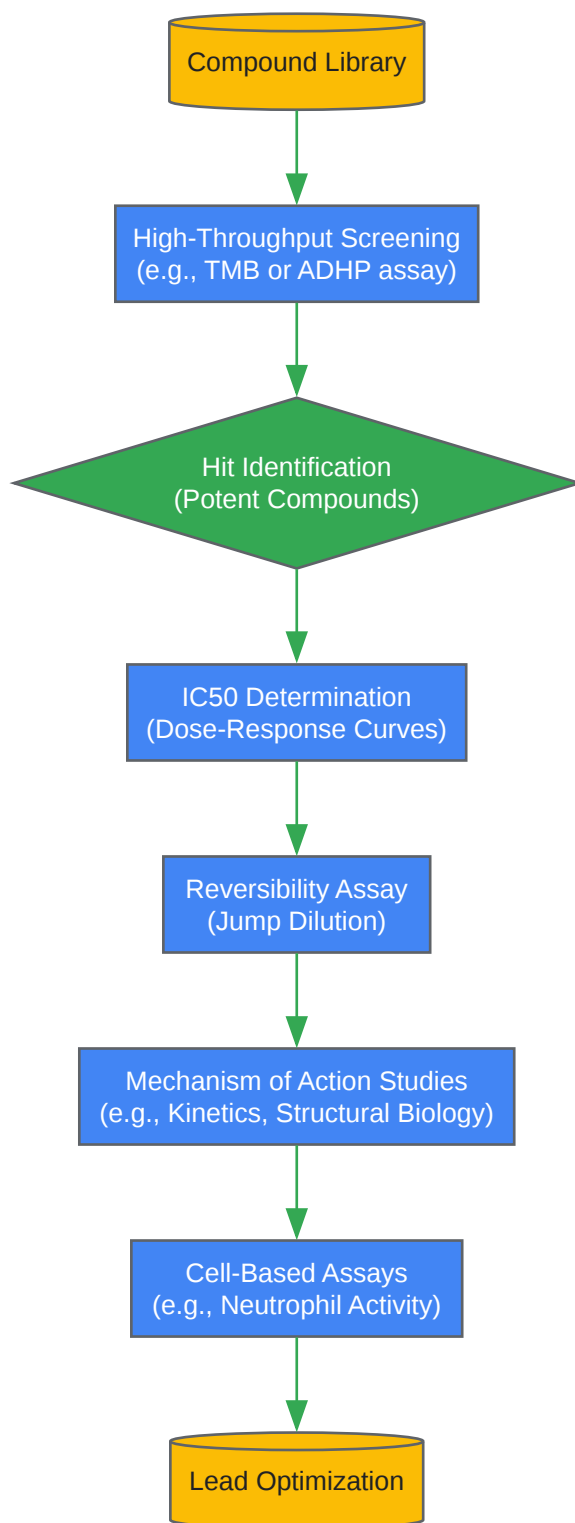 Compound Library
High-Throughput Screening
(e.g., TMB or ADHP assay)
Hit Identification
(Potent Compounds)
IC50 Determination
(Dose-Response Curves)
Reversibility Assay
(Jump Dilution)
Mechanism of Action Studies
(e.g., Kinetics, Structural Biology)
Cell-Based Assays
(e.g., Neutrophil Activity)
Lead Optimization